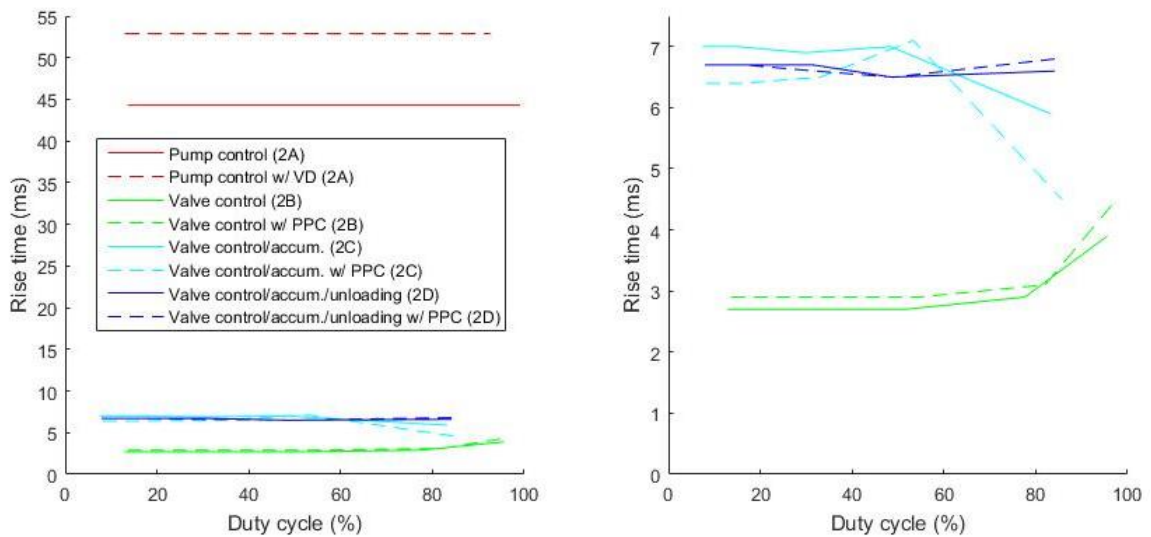 55
50
45
40
35
30
25
20
15
10
5
0
Rise time (ms)
Pump control (2A)
Pump control w/ VD (2A)
Valve control (2B)
Valve control w/ PPC (2B)
Valve control/accum. (2C)
Valve control/accum. w/ PPC (2C)
Valve control/accum./unloading (2D)
Valve control/accum./unloading w/ PPC (2D)
0 20 40 60 80 100
Duty cycle (%)
7
6
5
4
3
2
1
0
Rise time (ms)
0 20 40 60 80 100
Duty cycle (%)